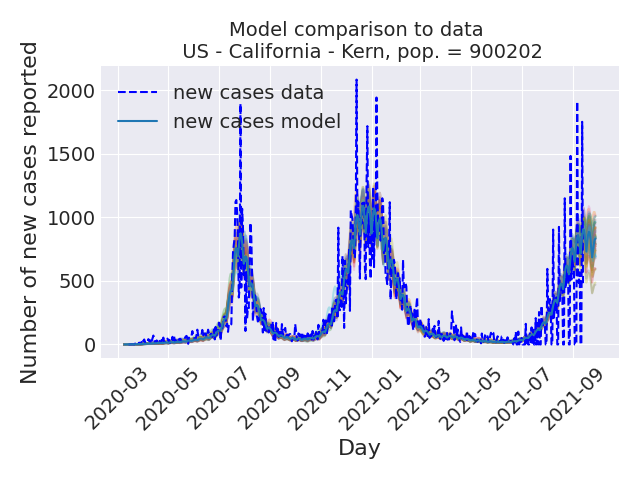 Model comparison to data
US - California - Kern, pop. = 900202
Number of new cases reported
2000
1500
1000
500
0
new cases data
new cases model
2020-03
2020-05
2020-07
2020-09
2020-11
2021-01
2021-03
2021-05
2021-07
2021-09
Day